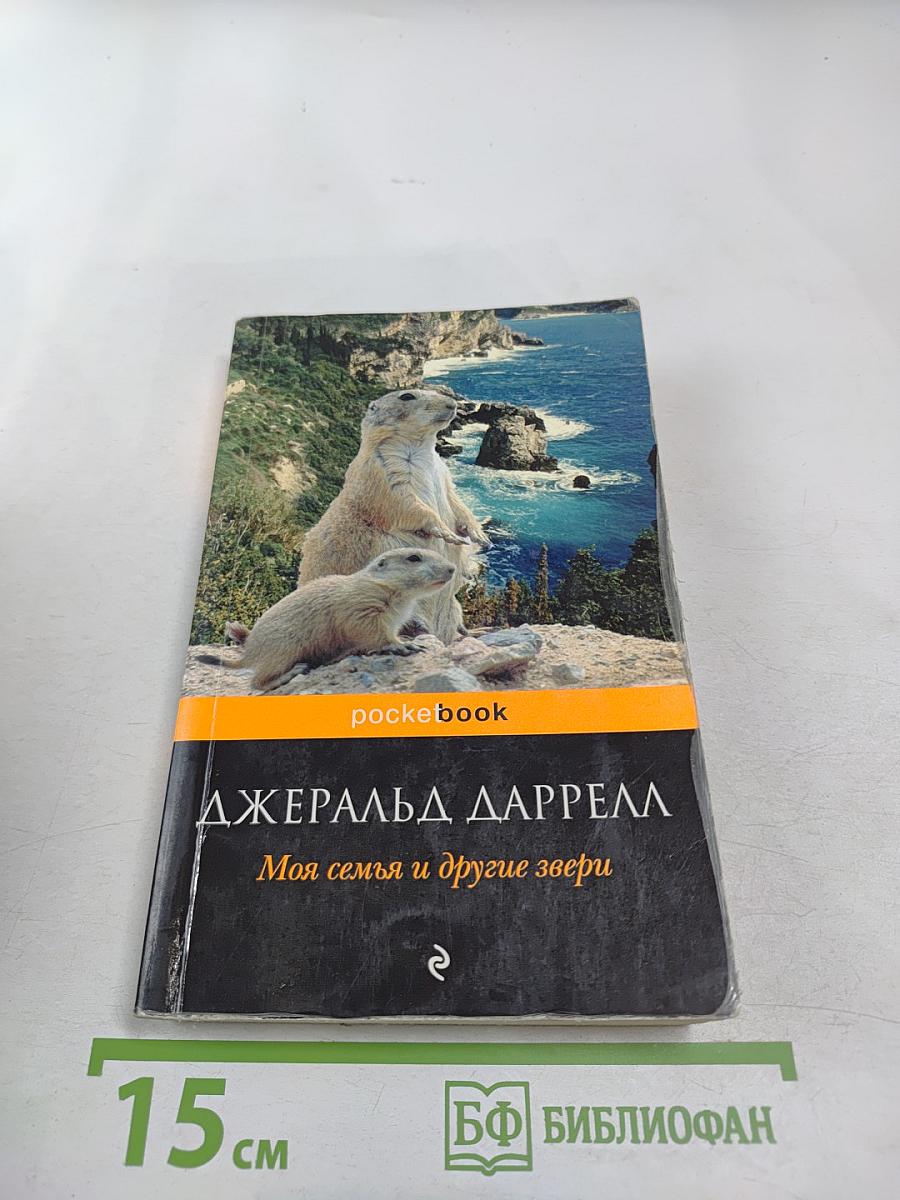 pocketbook
ДЖЕРАЛЬД ДАРРЕЛЛ
Моя семья и другие звери
15 см
БФ БИБЛИОФАН